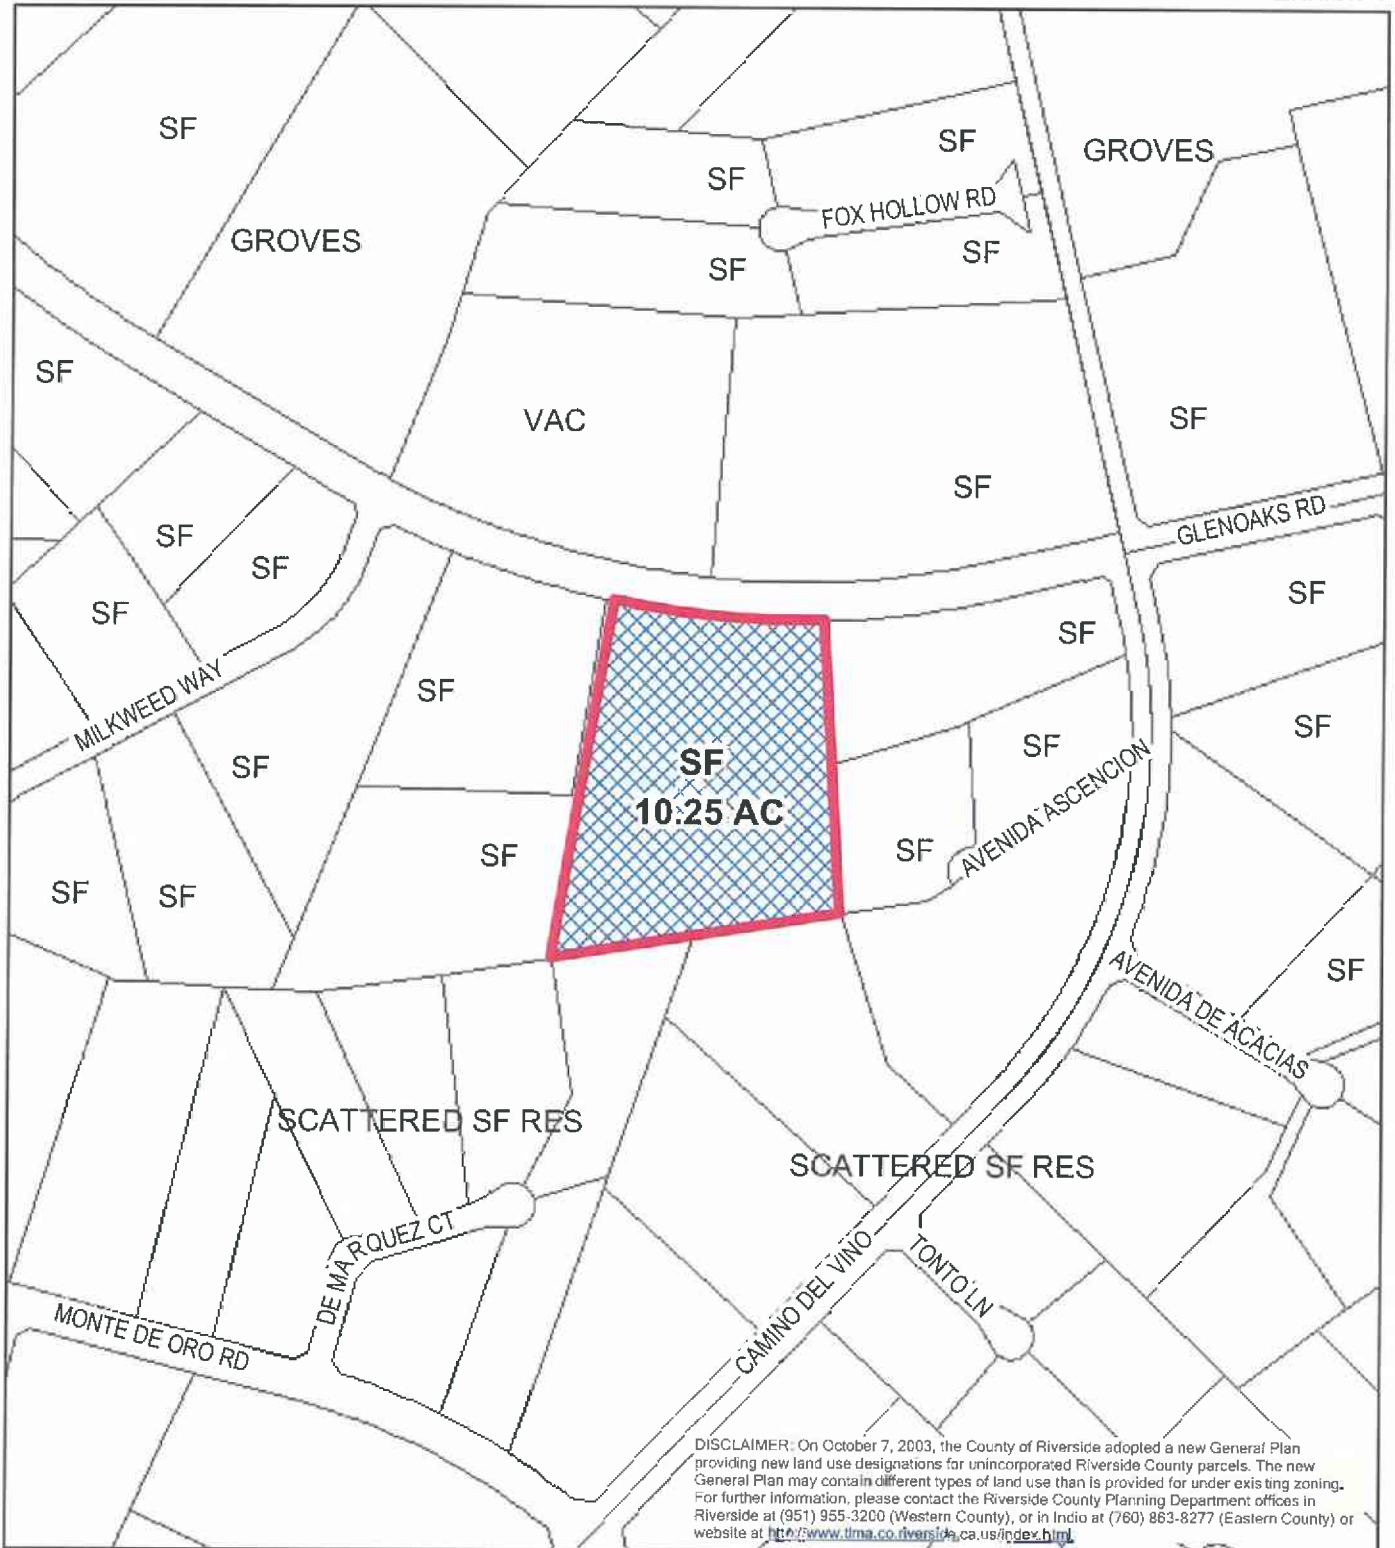 SF
GROVES
SF
SF
GROVES
FOX HOLLOW RD
SF
SF
SF
VAC
SF
SF
GLENOAKS RD
SF
SF
SF
SF
SF
MILKWEED WAY
SF
SF
SF
SF
10.25 AC
SF
SF
AVENIDA ASCENCION
SF
SF
SF
SF
SF
AVENIDA DE ACACIAS
SCATTERED SF RES
SCATTERED SF RES
DE MARQUEZ CT
MONTE DE ORO RD
CAMINO DEL VINO
TONTO LN
DISCLAIMER: On October 7, 2003, the County of Riverside adopted a new General Plan
providing new land use designations for unincorporated Riverside County parcels. The new
General Plan may contain different types of land use than is provided for under existing zoning.
For further information, please contact the Riverside County Planning Department offices in
Riverside at (951) 955-3200 (Western County), or in Indio at (760) 863-8277 (Eastern County) or
website at http://www.tlma.co.riverside.ca.us/index.html